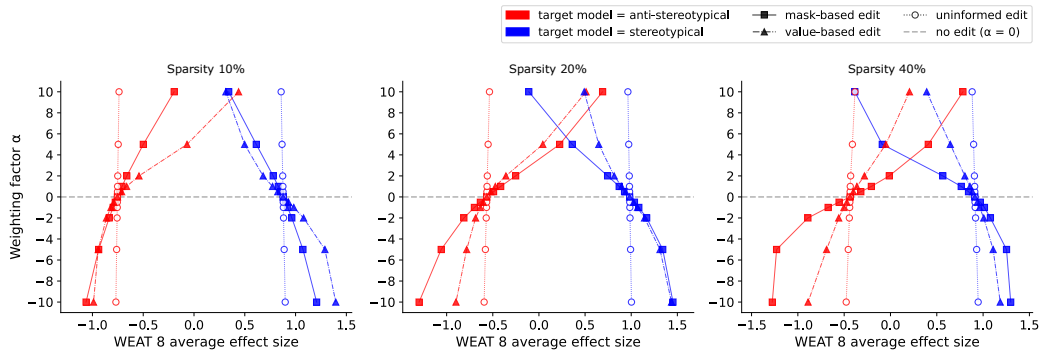 target model = anti-stereotypical
target model = stereotypical
mask-based edit
value-based edit
uninformed edit
no edit (α = 0)
Sparsity 10%
Sparsity 20%
Sparsity 40%
Weighting factor α
10
8
6
4
2
0
−2
−4
−6
−8
−10
−1.0 −0.5 0.0 0.5 1.0 1.5
WEAT 8 average effect size
10
8
6
4
2
0
−2
−4
−6
−8
−10
−1.0 −0.5 0.0 0.5 1.0 1.5
WEAT 8 average effect size
10
8
6
4
2
0
−2
−4
−6
−8
−10
−1.5 −1.0 −0.5 0.0 0.5 1.0 1.5
WEAT 8 average effect size